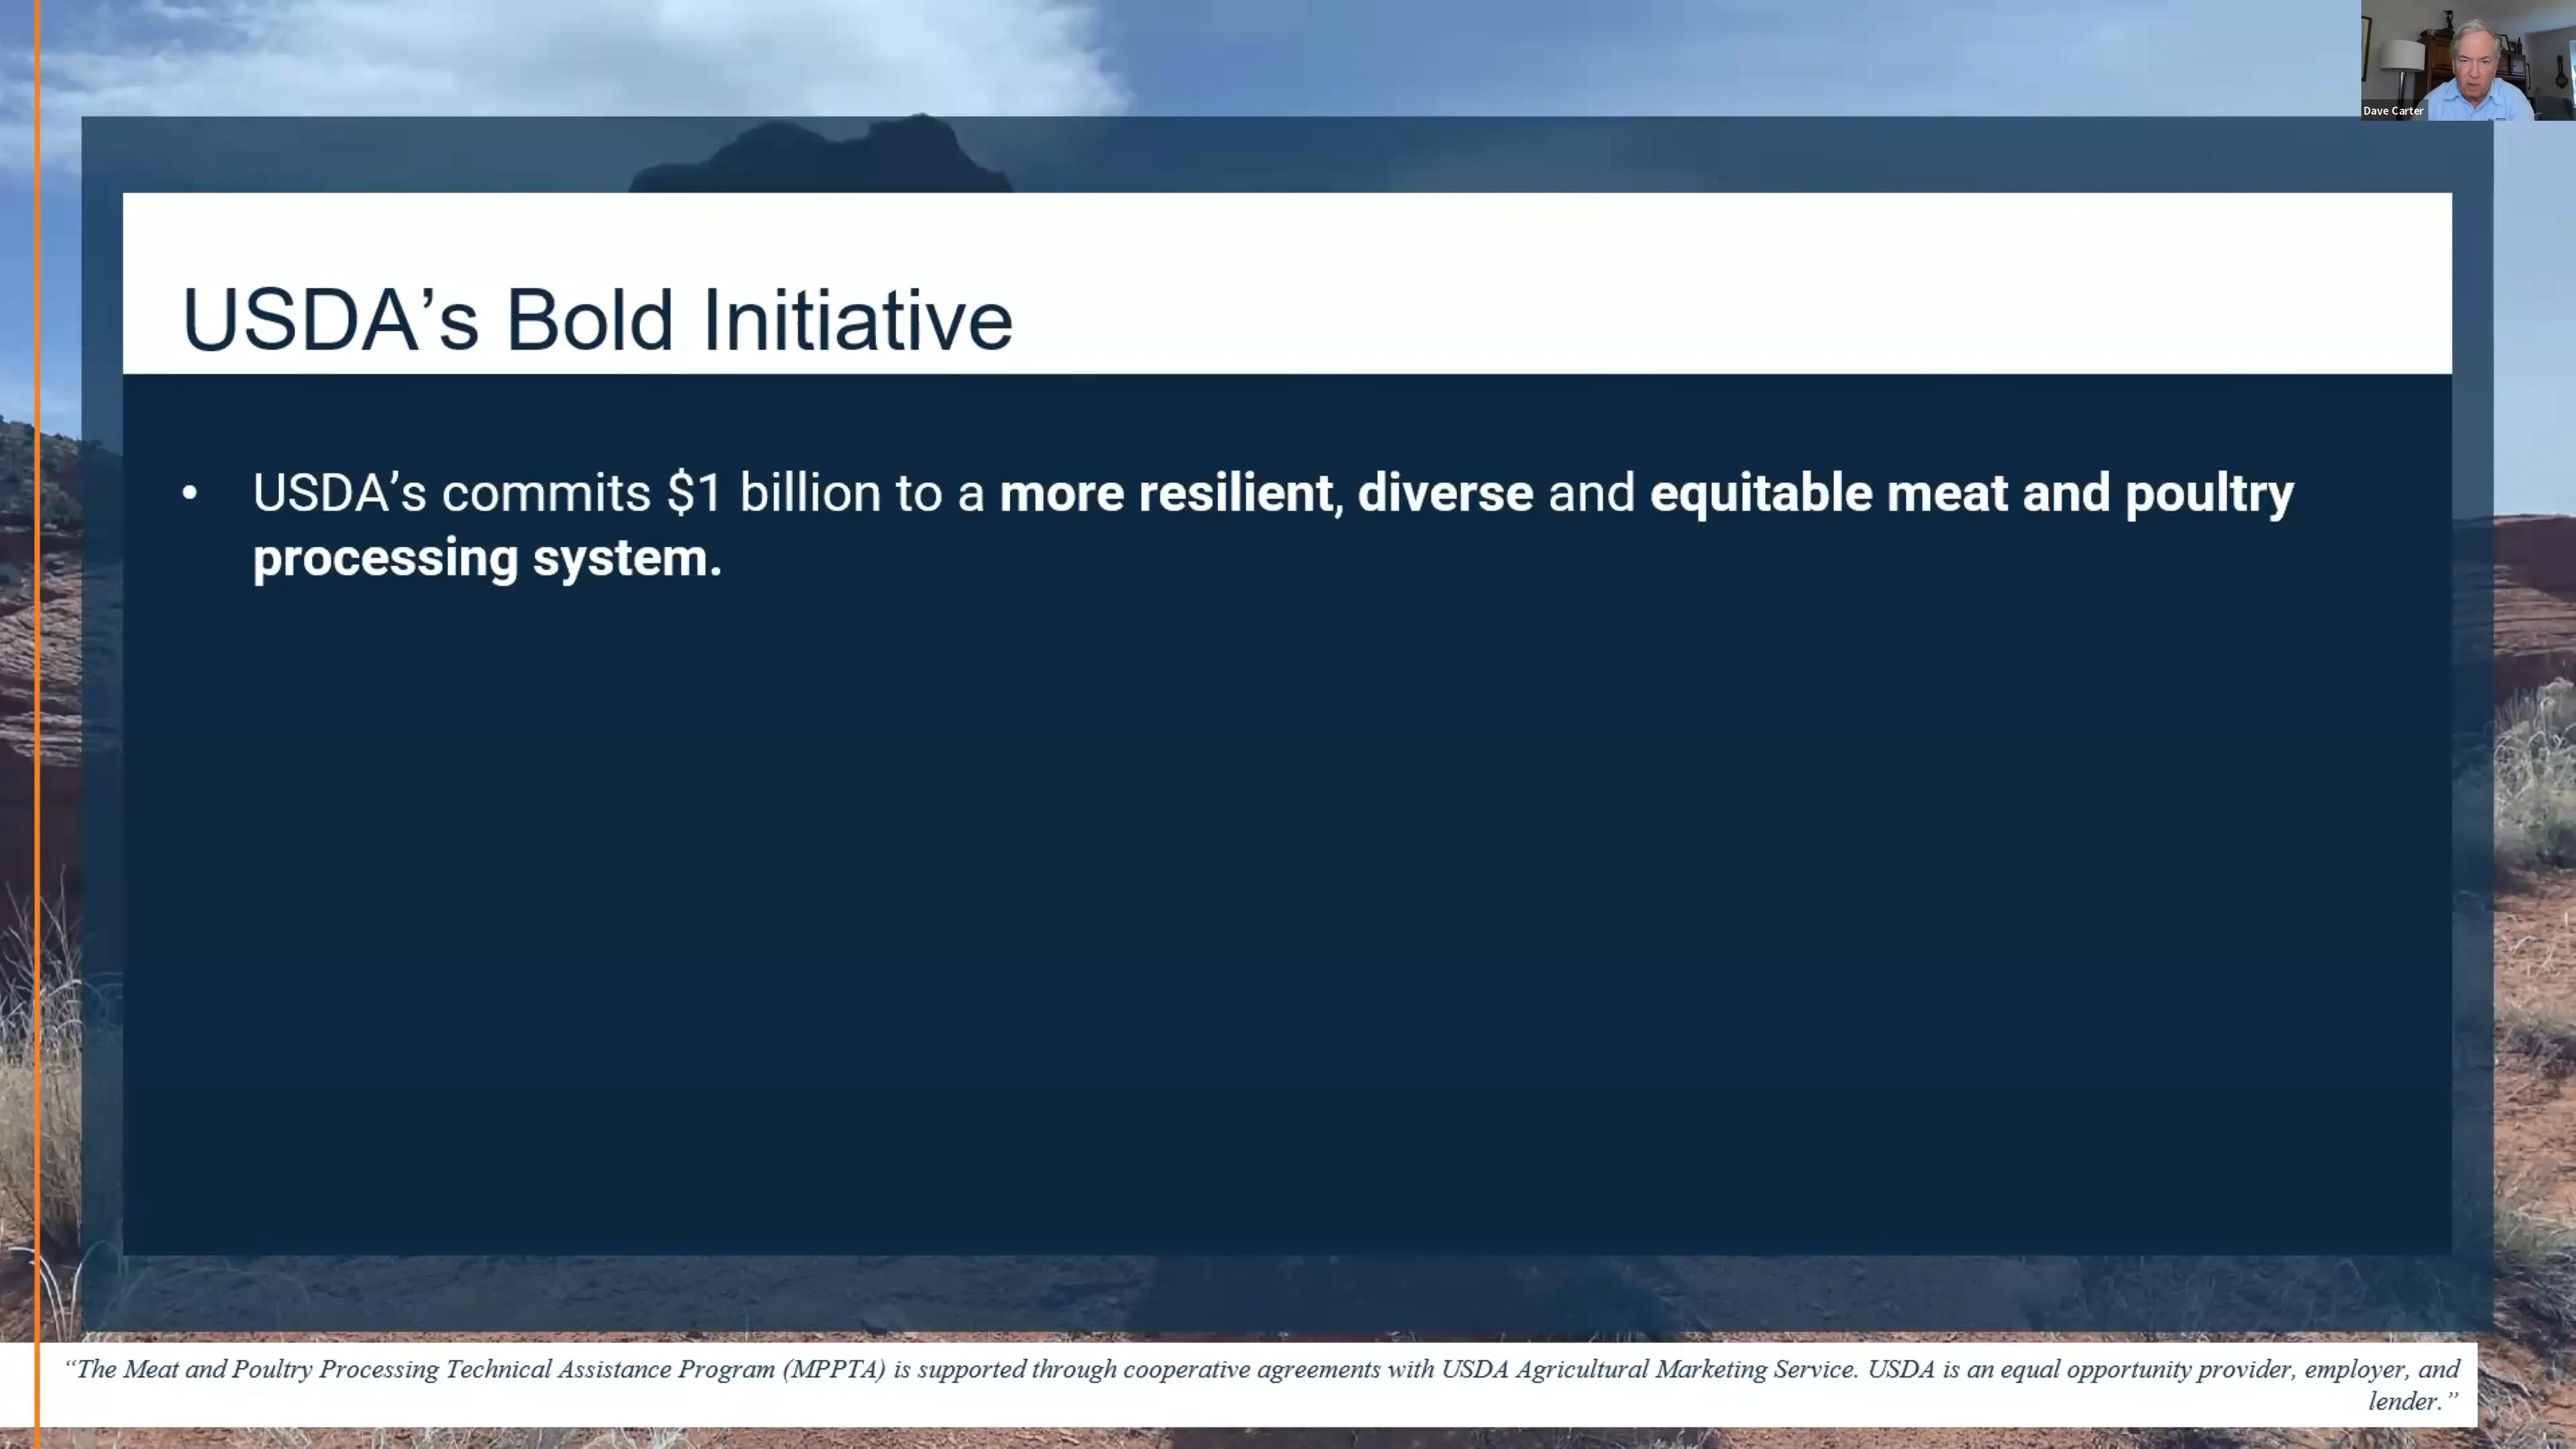 Dave Carter
USDA’s Bold Initiative
• USDA’s commits $1 billion to a more resilient, diverse and equitable meat and poultry
processing system.
“The Meat and Poultry Processing Technical Assistance Program (MPPTA) is supported through cooperative agreements with USDA Agricultural Marketing Service. USDA is an equal opportunity provider, employer, and
lender.”